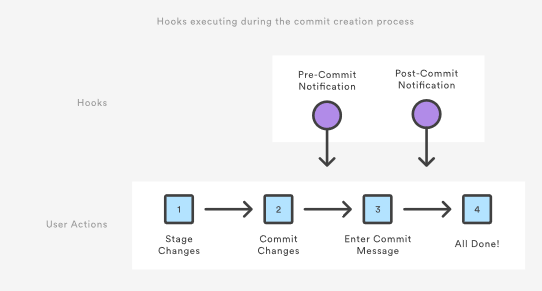 Hooks executing during the commit creation process
Hooks
Pre-Commit
Notification
Post-Commit
Notification
User Actions
1
2
3
4
Stage
Changes
Commit
Changes
Enter Commit
Message
All Done!